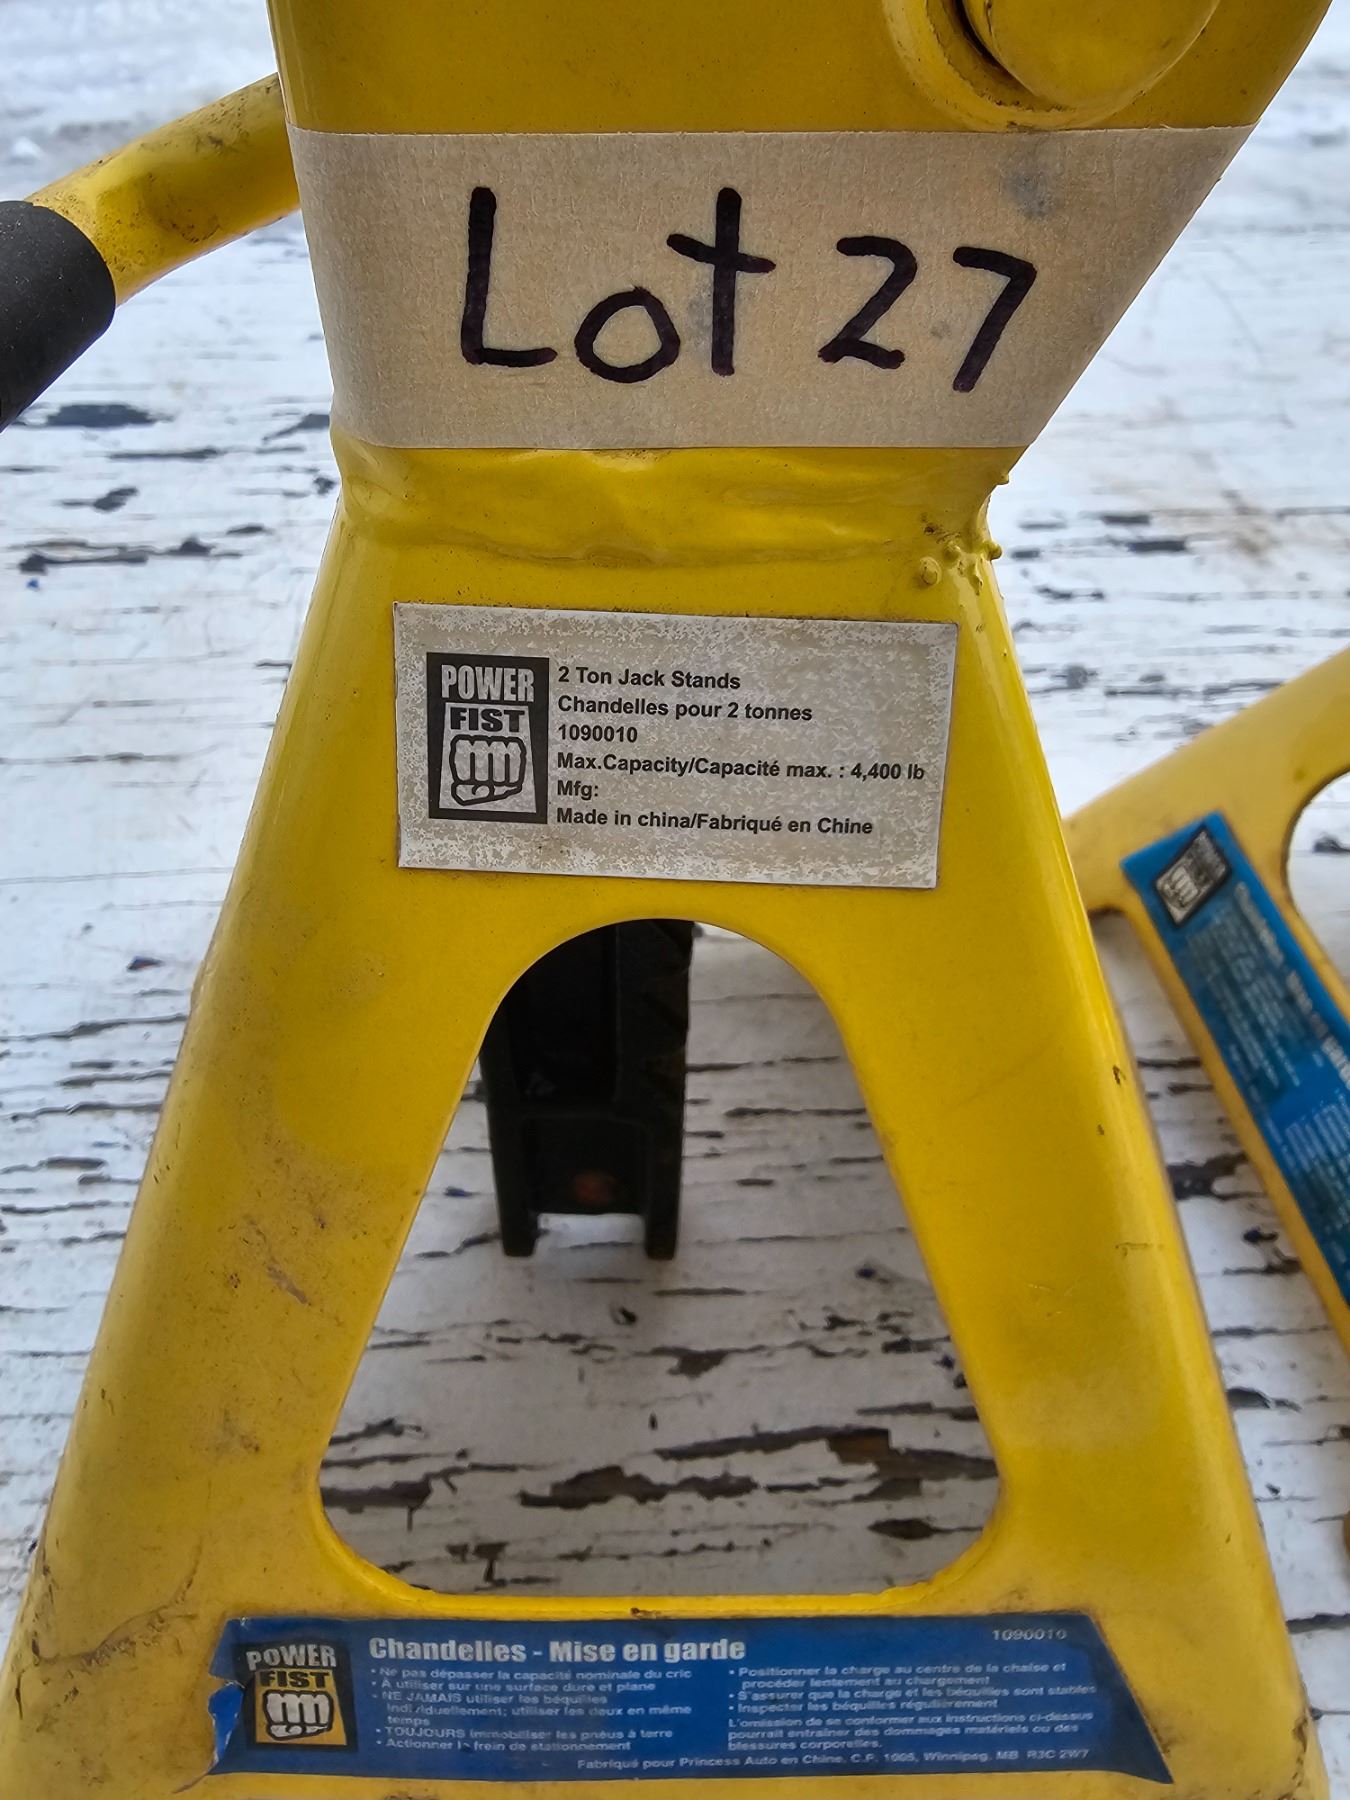 Lot 27
POWER
FIST
2 Ton Jack Stands
Chandelles pour 2 tonnes
1090010
Max.Capacity/Capacité max. : 4,400 lb
Mfg:
Made in china/Fabriqué en Chine
POWER
FIST
Chandelles - Mise en garde
1090010
• Ne pas dépasser la capacité nominale du cric
• À utiliser sur une surface dure et plane
• NE JAMAIS utiliser les béquilles
individuellement; utiliser les deux en même
temps
• TOUJOURS immobiliser les pneus à terre
• Actionner le frein de stationnement
• Positionner la charge au centre de la chaise et
procéder lentement au chargement
• S'assurer que la charge et les béquilles sont stables
• Inspecter les béquilles régulièrement
L'omission de se conformer aux instructions ci-dessus
pourrait entraîner des dommages matériels ou des
blessures corporelles.
Fabriqué pour Princess Auto en Chine, C.P. 1005, Winnipeg, MB R3C 2W7